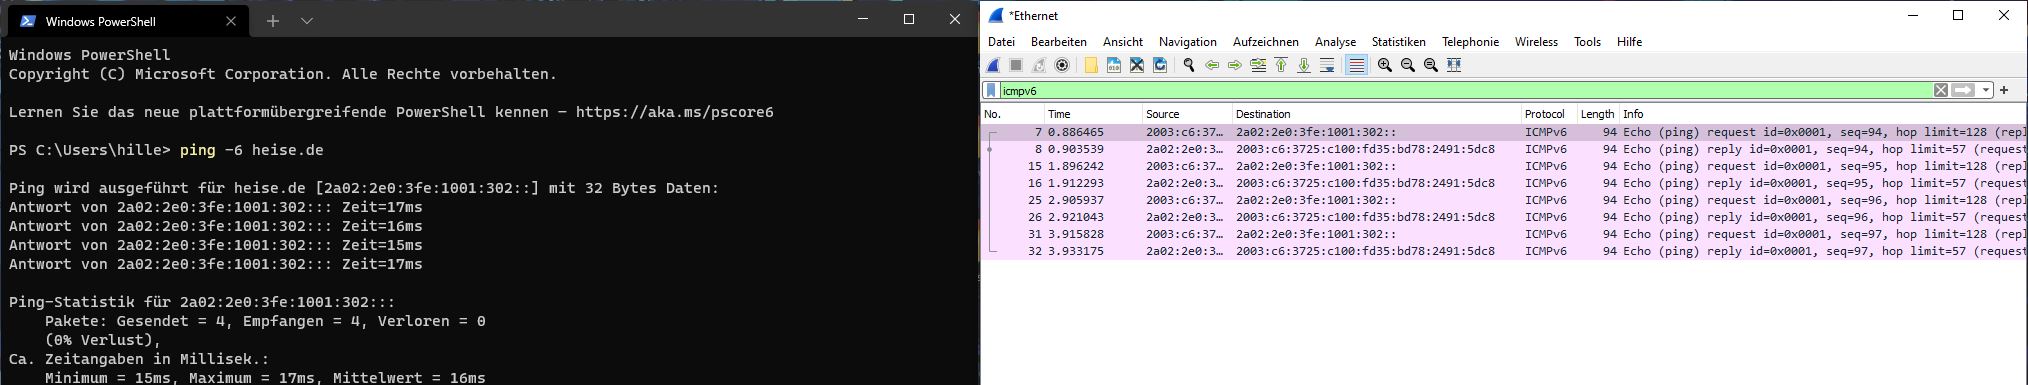 Windows PowerShell
Windows PowerShell
Copyright (C) Microsoft Corporation. Alle Rechte vorbehalten.
Lernen Sie das neue plattformübergreifende PowerShell kennen – https://aka.ms/pscore6
PS C:\Users\hille> ping -6 heise.de
Ping wird ausgeführt für heise.de [2a02:2e0:3fe:1001:302::] mit 32 Bytes Daten:
Antwort von 2a02:2e0:3fe:1001:302::: Zeit=17ms
Antwort von 2a02:2e0:3fe:1001:302::: Zeit=16ms
Antwort von 2a02:2e0:3fe:1001:302::: Zeit=15ms
Antwort von 2a02:2e0:3fe:1001:302::: Zeit=17ms
Ping-Statistik für 2a02:2e0:3fe:1001:302:::
Pakete: Gesendet = 4, Empfangen = 4, Verloren = 0
(0% Verlust),
Ca. Zeitangaben in Millisek.:
Minimum = 15ms, Maximum = 17ms, Mittelwert = 16ms
*Ethernet
Datei Bearbeiten Ansicht Navigation Aufzeichnen Analyse Statistiken Telephonie Wireless Tools Hilfe
icmpv6
No. Time Source Destination Protocol Length Info
7 0.886465 2003:c6:37… 2a02:2e0:3fe:1001:302:: ICMPv6 94 Echo (ping) request id=0x0001, seq=94, hop limit=128 (repl
8 0.903539 2a02:2e0:3… 2003:c6:3725:c100:fd35:bd78:2491:5dc8 ICMPv6 94 Echo (ping) reply id=0x0001, seq=94, hop limit=57 (request
15 1.896242 2003:c6:37… 2a02:2e0:3fe:1001:302:: ICMPv6 94 Echo (ping) request id=0x0001, seq=95, hop limit=128 (repl
16 1.912293 2a02:2e0:3… 2003:c6:3725:c100:fd35:bd78:2491:5dc8 ICMPv6 94 Echo (ping) reply id=0x0001, seq=95, hop limit=57 (request
25 2.905937 2003:c6:37… 2a02:2e0:3fe:1001:302:: ICMPv6 94 Echo (ping) request id=0x0001, seq=96, hop limit=128 (repl
26 2.921043 2a02:2e0:3… 2003:c6:3725:c100:fd35:bd78:2491:5dc8 ICMPv6 94 Echo (ping) reply id=0x0001, seq=96, hop limit=57 (request
31 3.915828 2003:c6:37… 2a02:2e0:3fe:1001:302:: ICMPv6 94 Echo (ping) request id=0x0001, seq=97, hop limit=128 (repl
32 3.933175 2a02:2e0:3… 2003:c6:3725:c100:fd35:bd78:2491:5dc8 ICMPv6 94 Echo (ping) reply id=0x0001, seq=97, hop limit=57 (request